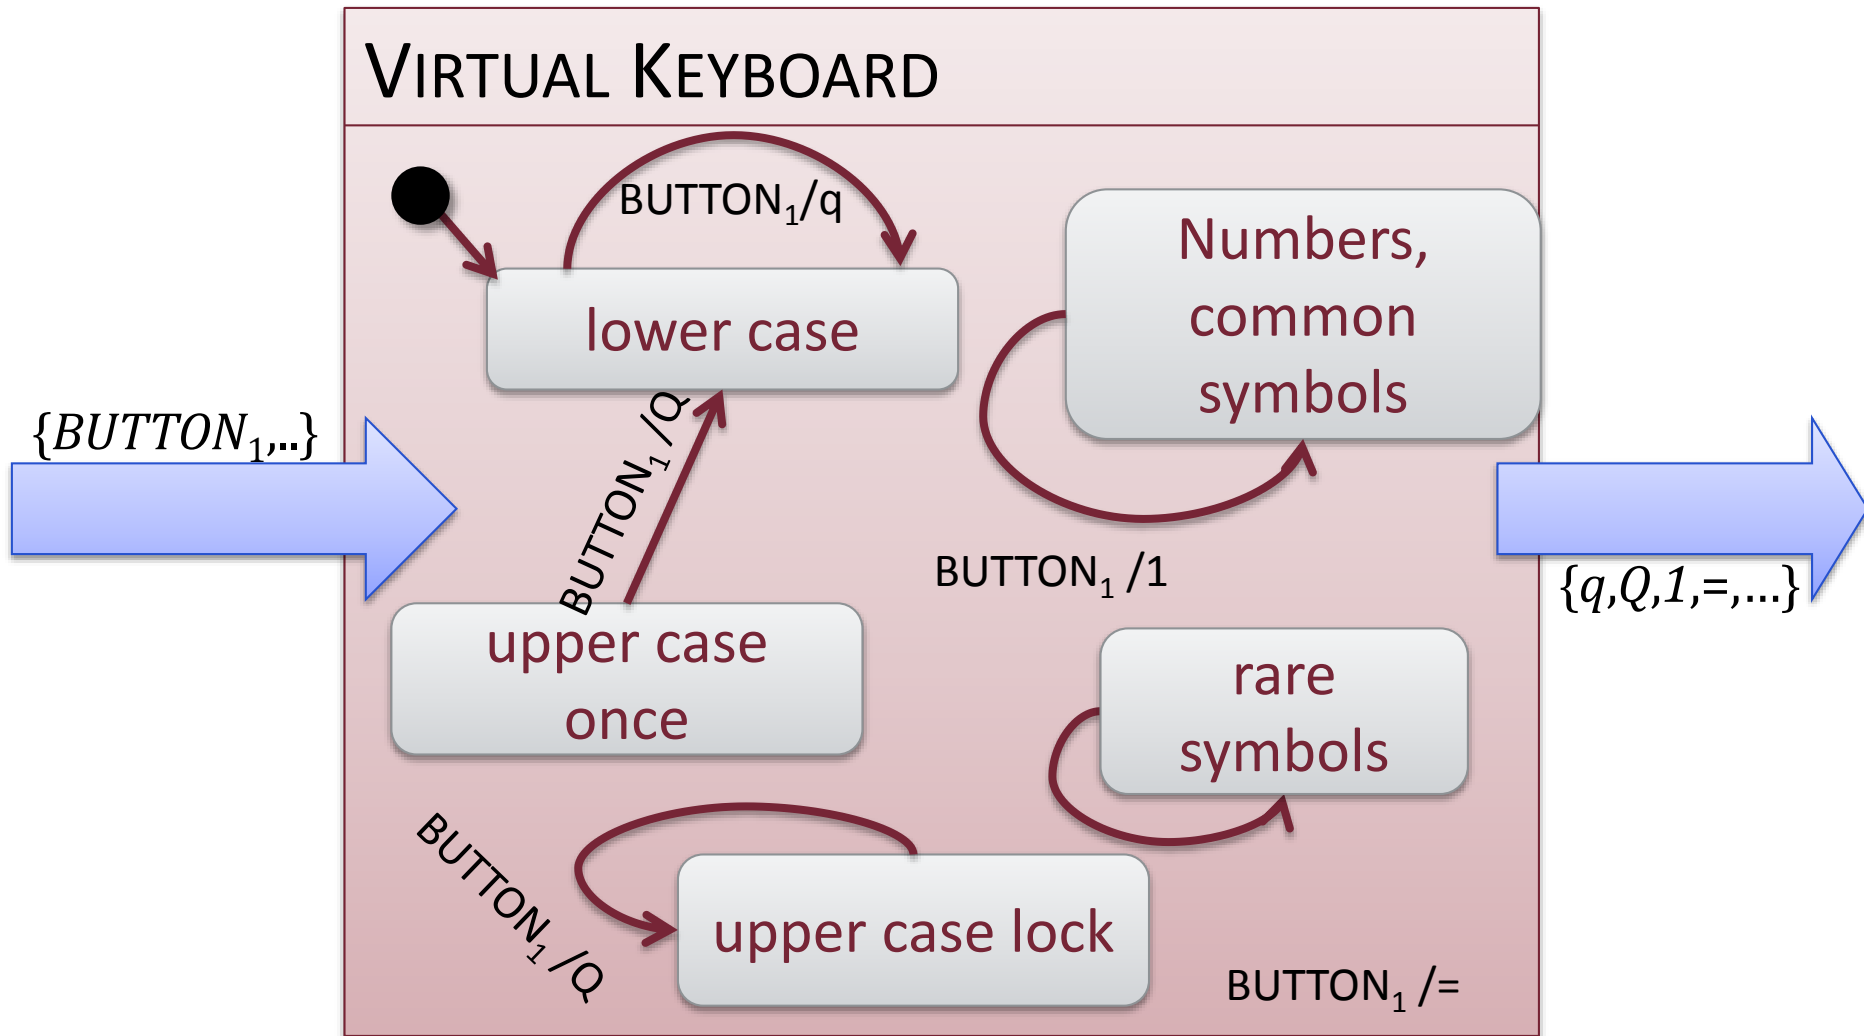 VIRTUAL KEYBOARD
BUTTON₁/q
lower case
Numbers,
common
symbols
{BUTTON₁,..}
BUTTON₁ /Q
BUTTON₁ /1
{q,Q,1,=,...}
upper case
once
rare
symbols
BUTTON₁ /Q
upper case lock
BUTTON₁ /=